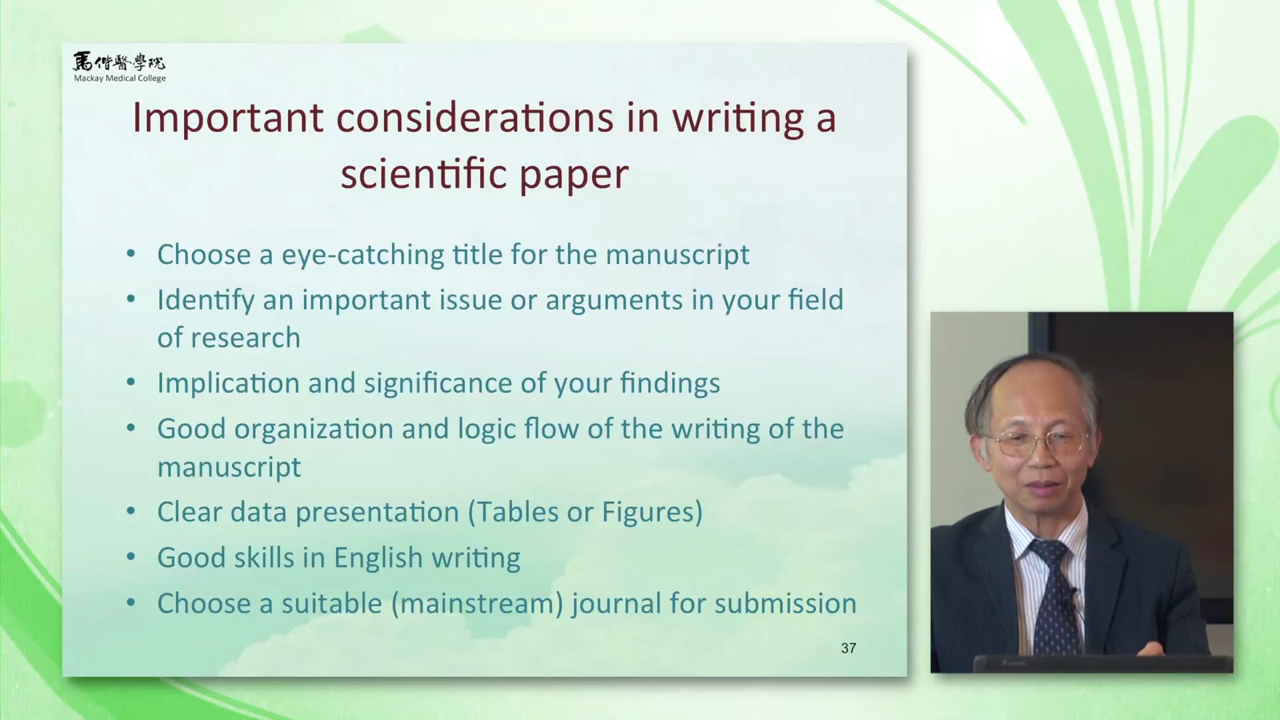 馬偕醫學院
Mackay Medical College
Important considerations in writing a
scientific paper
• Choose a eye-catching title for the manuscript
• Identify an important issue or arguments in your field
of research
• Implication and significance of your findings
• Good organization and logic flow of the writing of the
manuscript
• Clear data presentation (Tables or Figures)
• Good skills in English writing
• Choose a suitable (mainstream) journal for submission
37